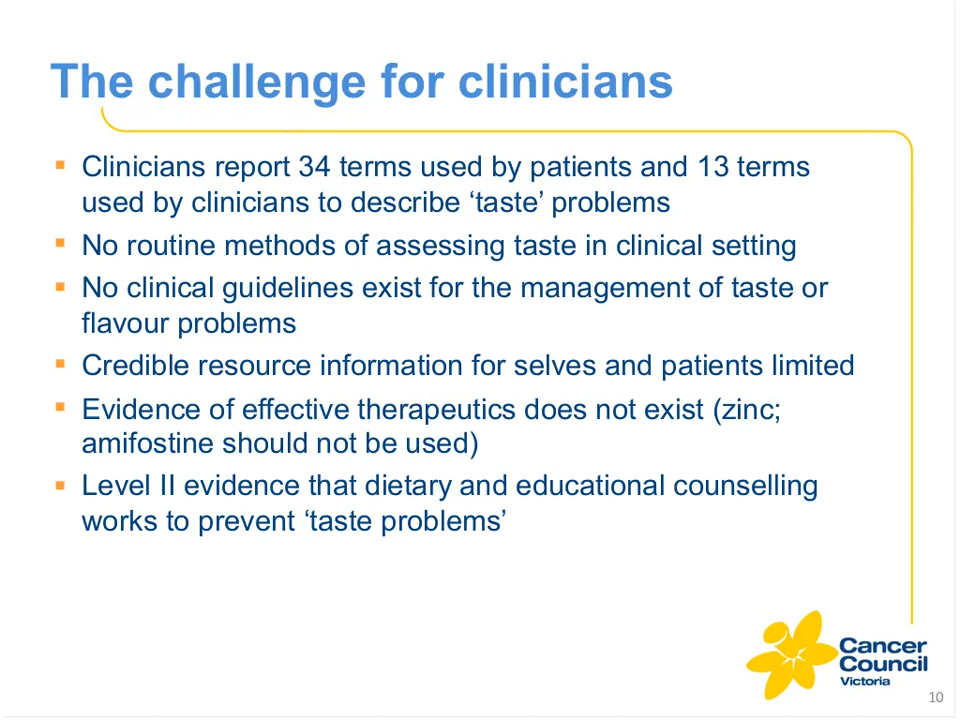 The challenge for clinicians
▪ Clinicians report 34 terms used by patients and 13 terms
used by clinicians to describe ‘taste’ problems
▪ No routine methods of assessing taste in clinical setting
▪ No clinical guidelines exist for the management of taste or
flavour problems
▪ Credible resource information for selves and patients limited
▪ Evidence of effective therapeutics does not exist (zinc;
amifostine should not be used)
▪ Level II evidence that dietary and educational counselling
works to prevent ‘taste problems’
Cancer
Council
Victoria
10